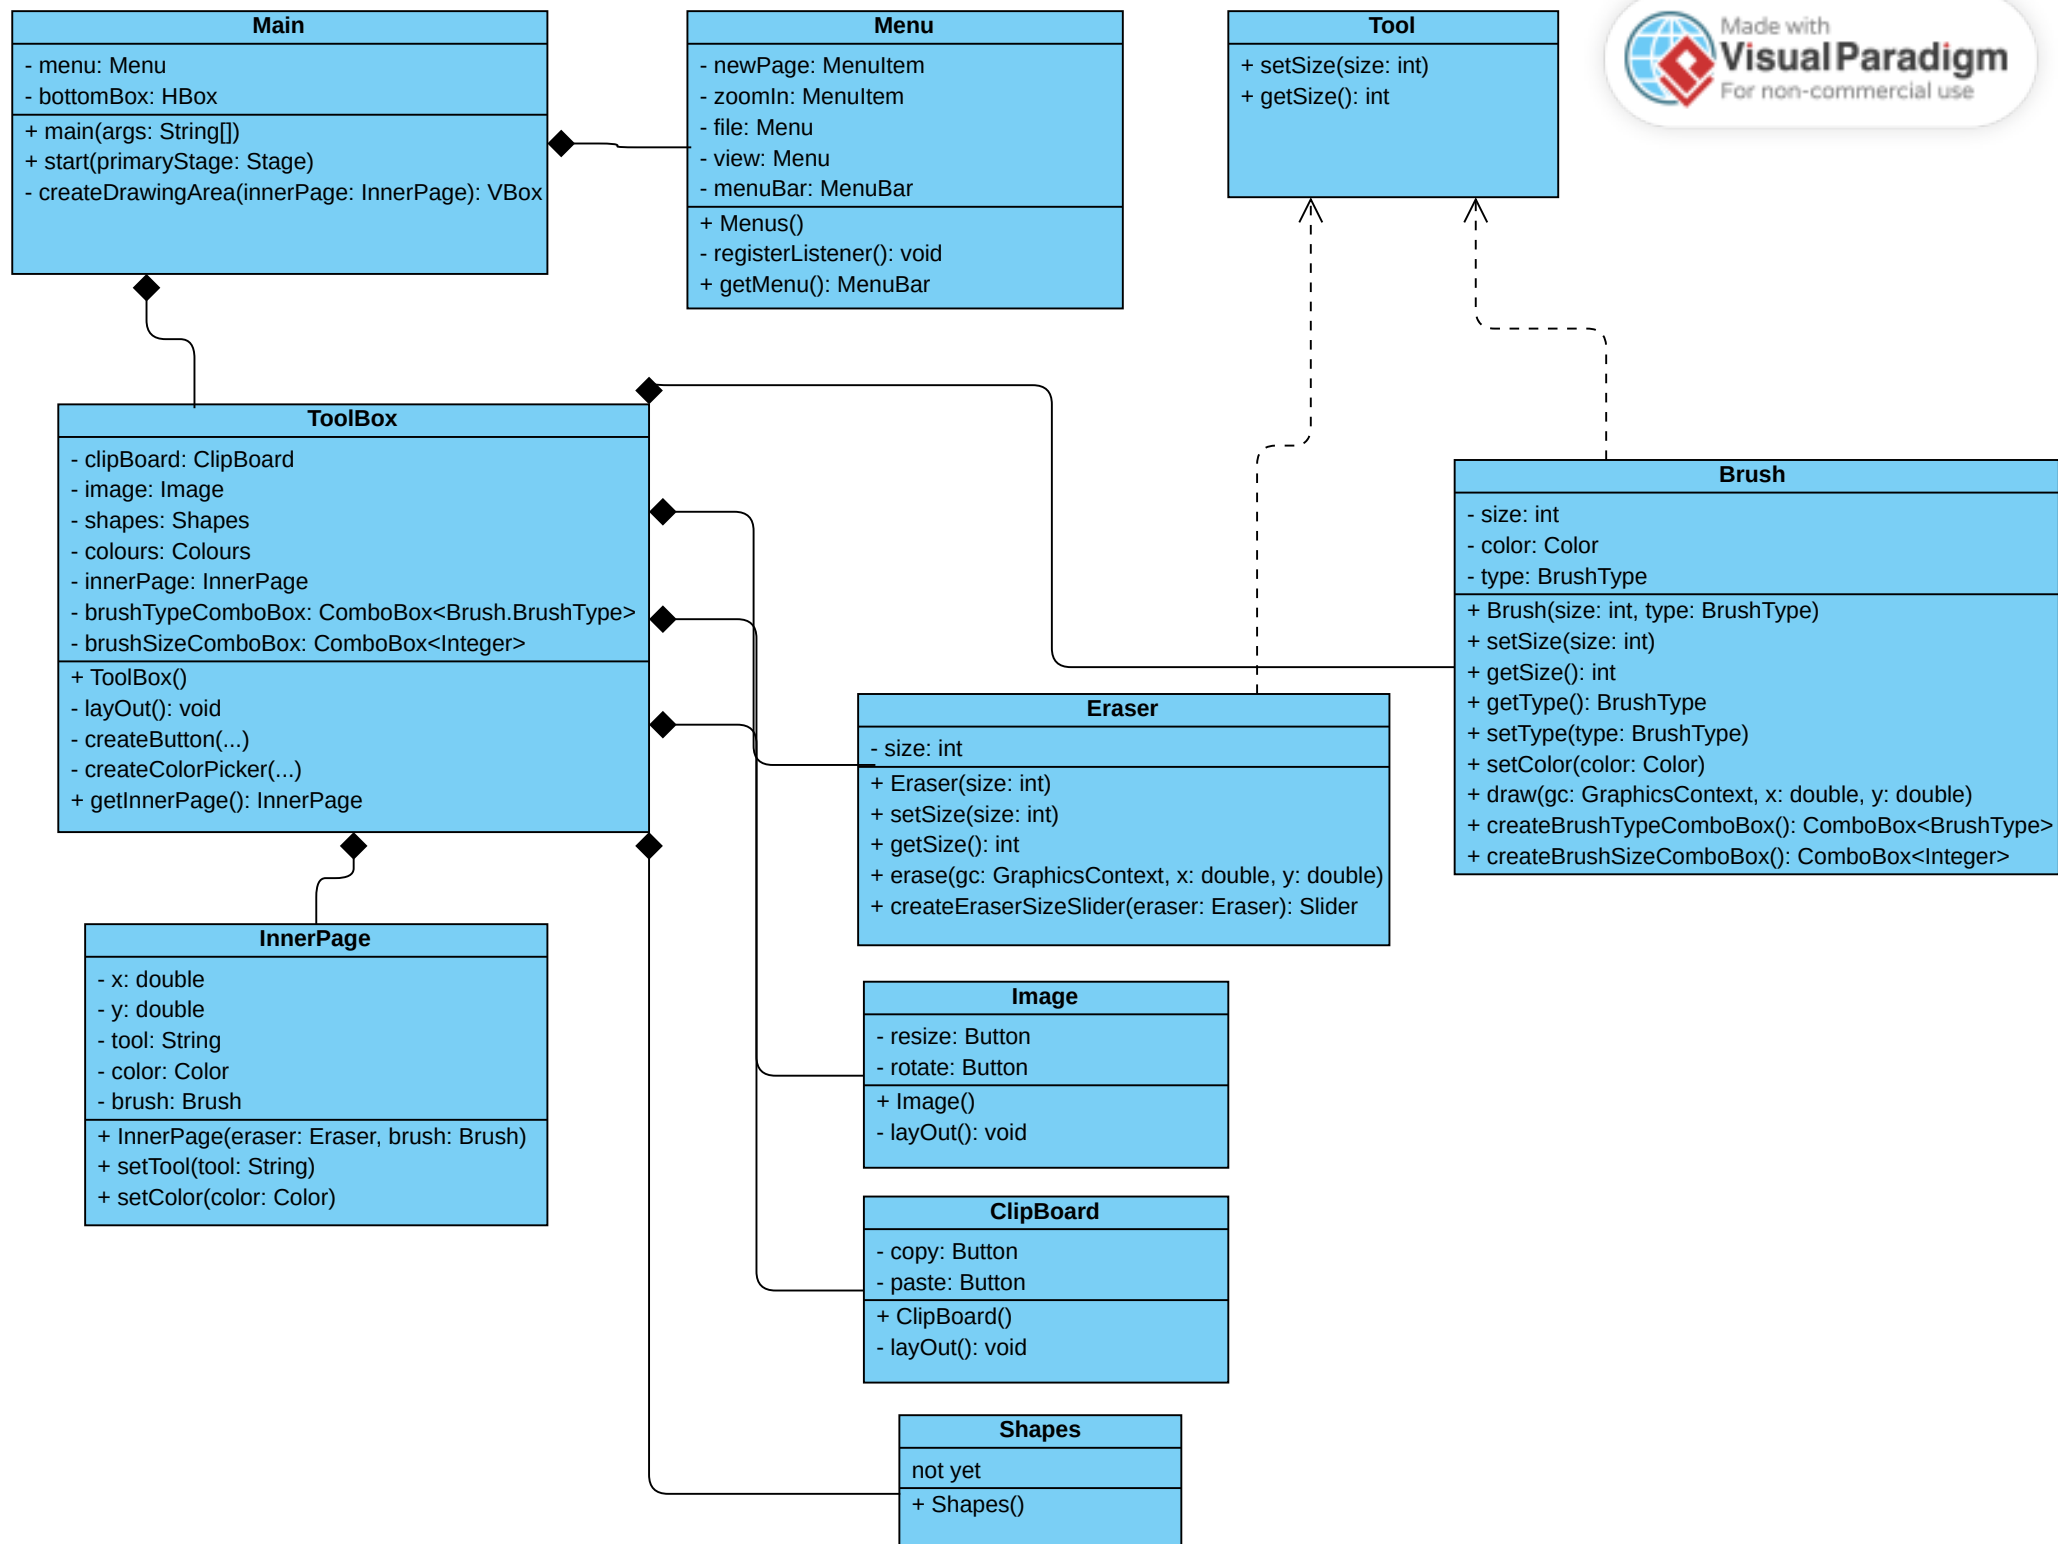 Main
- menu: Menu
- bottomBox: HBox
+ main(args: String[])
+ start(primaryStage: Stage)
- createDrawingArea(innerPage: InnerPage): VBox
Menu
- newPage: MenuItem
- zoomIn: MenuItem
- file: Menu
- view: Menu
- menuBar: MenuBar
+ Menus()
- registerListener(): void
+ getMenu(): MenuBar
Tool
+ setSize(size: int)
+ getSize(): int
Made with
Visual Paradigm
For non-commercial use
ToolBox
- clipBoard: ClipBoard
- image: Image
- shapes: Shapes
- colours: Colours
- innerPage: InnerPage
- brushTypeComboBox: ComboBox<Brush.BrushType>
- brushSizeComboBox: ComboBox<Integer>
+ ToolBox()
- layOut(): void
- createButton(...)
- createColorPicker(...)
+ getInnerPage(): InnerPage
Brush
- size: int
- color: Color
- type: BrushType
+ Brush(size: int, type: BrushType)
+ setSize(size: int)
+ getSize(): int
+ getType(): BrushType
+ setType(type: BrushType)
+ setColor(color: Color)
+ draw(gc: GraphicsContext, x: double, y: double)
+ createBrushTypeComboBox(): ComboBox<BrushType>
+ createBrushSizeComboBox(): ComboBox<Integer>
Eraser
- size: int
+ Eraser(size: int)
+ setSize(size: int)
+ getSize(): int
+ erase(gc: GraphicsContext, x: double, y: double)
+ createEraserSizeSlider(eraser: Eraser): Slider
InnerPage
- x: double
- y: double
- tool: String
- color: Color
- brush: Brush
+ InnerPage(eraser: Eraser, brush: Brush)
+ setTool(tool: String)
+ setColor(color: Color)
Image
- resize: Button
- rotate: Button
+ Image()
- layOut(): void
ClipBoard
- copy: Button
- paste: Button
+ ClipBoard()
- layOut(): void
Shapes
not yet
+ Shapes()